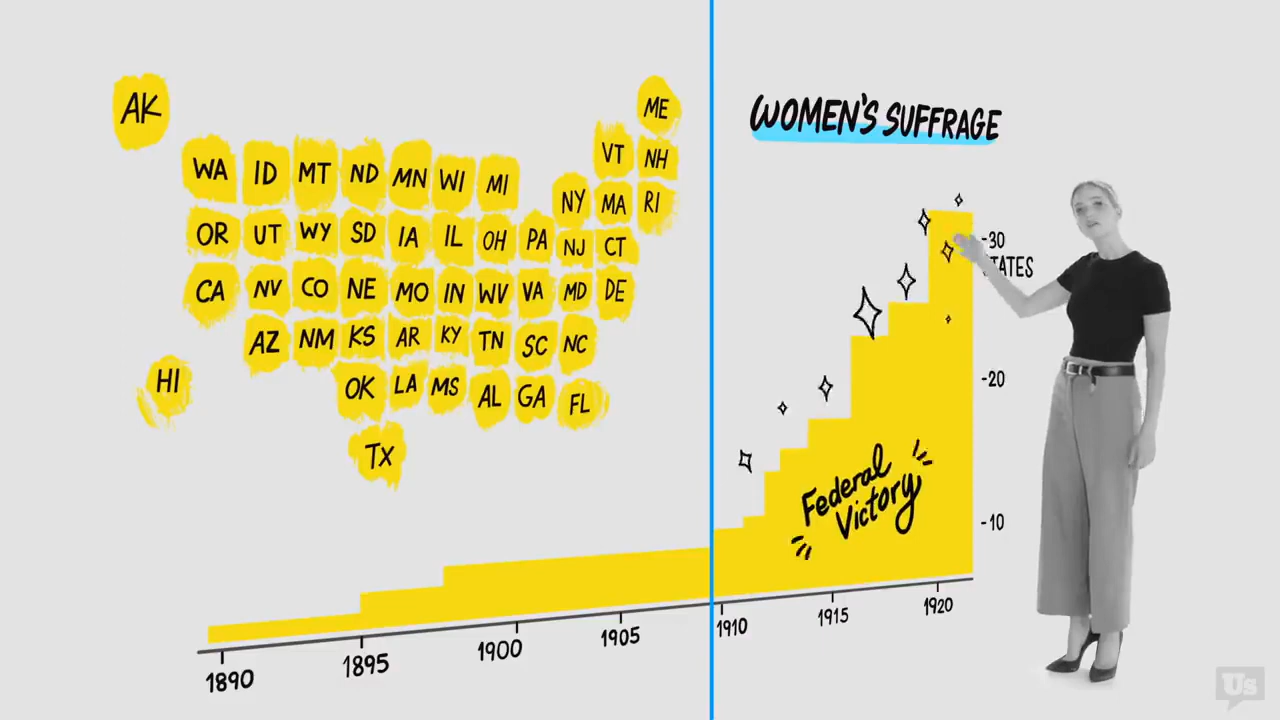 AK
ME
WOMEN'S SUFFRAGE
VT NH
WA ID MT ND MN WI MI
NY MA RI
OR UT WY SD IA IL OH PA NJ CT
CA NV CO NE MO IN WV VA MD DE
AZ NM KS AR KY TN SC NC
HI
OK LA MS AL GA FL
TX
-30
-20
-10
Federal
Victory
1890 1895 1900 1905 1910 1915 1920
Us